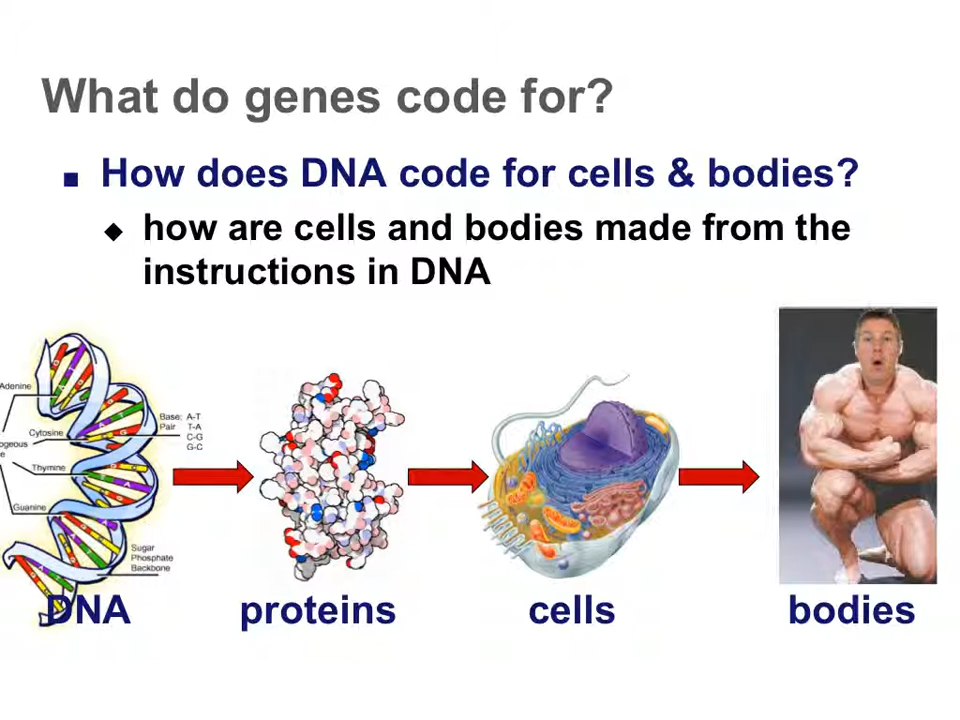 What do genes code for?
How does DNA code for cells & bodies?
how are cells and bodies made from the
instructions in DNA
Adenine
Cytosine
Thymine
Guanine
Base: A-T
Pair T-A
C-G
G-C
Sugar
Phosphate
Backbone
DNA
proteins
cells
bodies